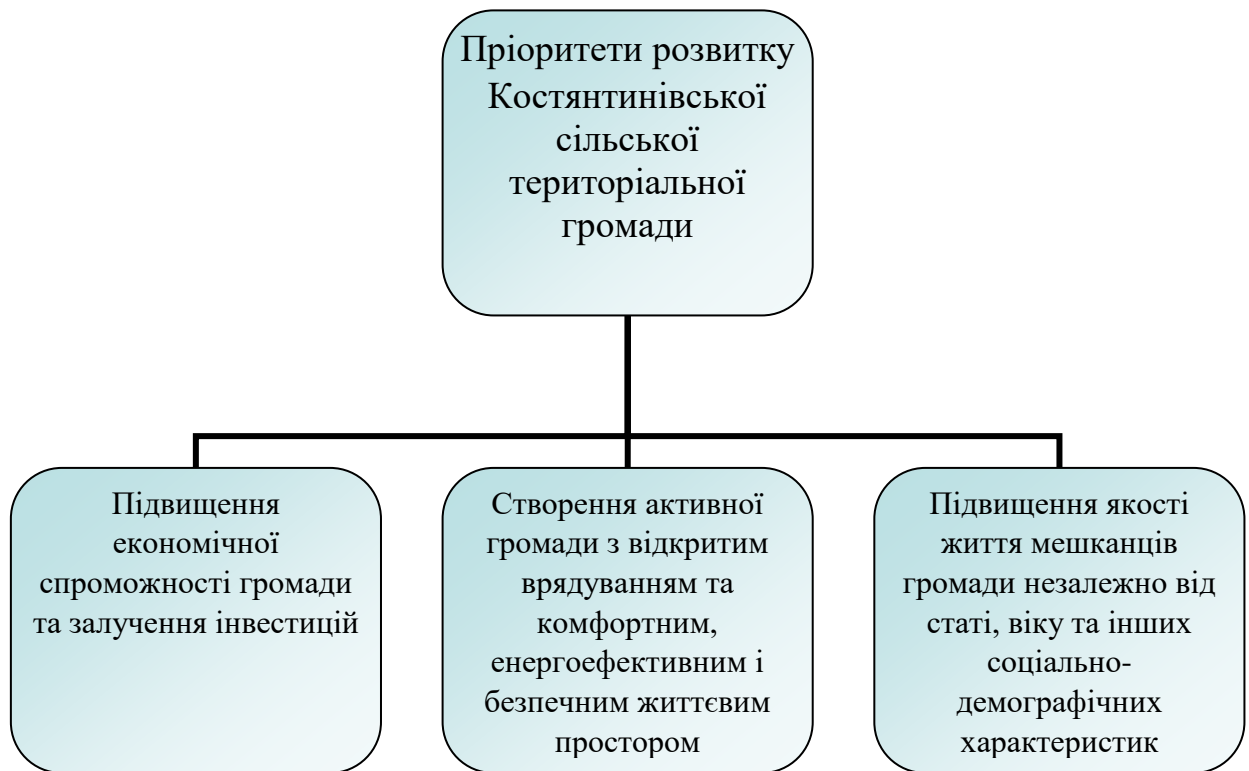 Пріоритети розвитку
Костянтинівської
сільської
територіальної
громади
Підвищення
економічної
спроможності громади
та залучення інвестицій
Створення активної
громади з відкритим
врядуванням та
комфортним,
енергоефективним і
безпечним життєвим
простором
Підвищення якості
життя мешканців
громади незалежно від
статі, віку та інших
соціально-
демографічних
характеристик